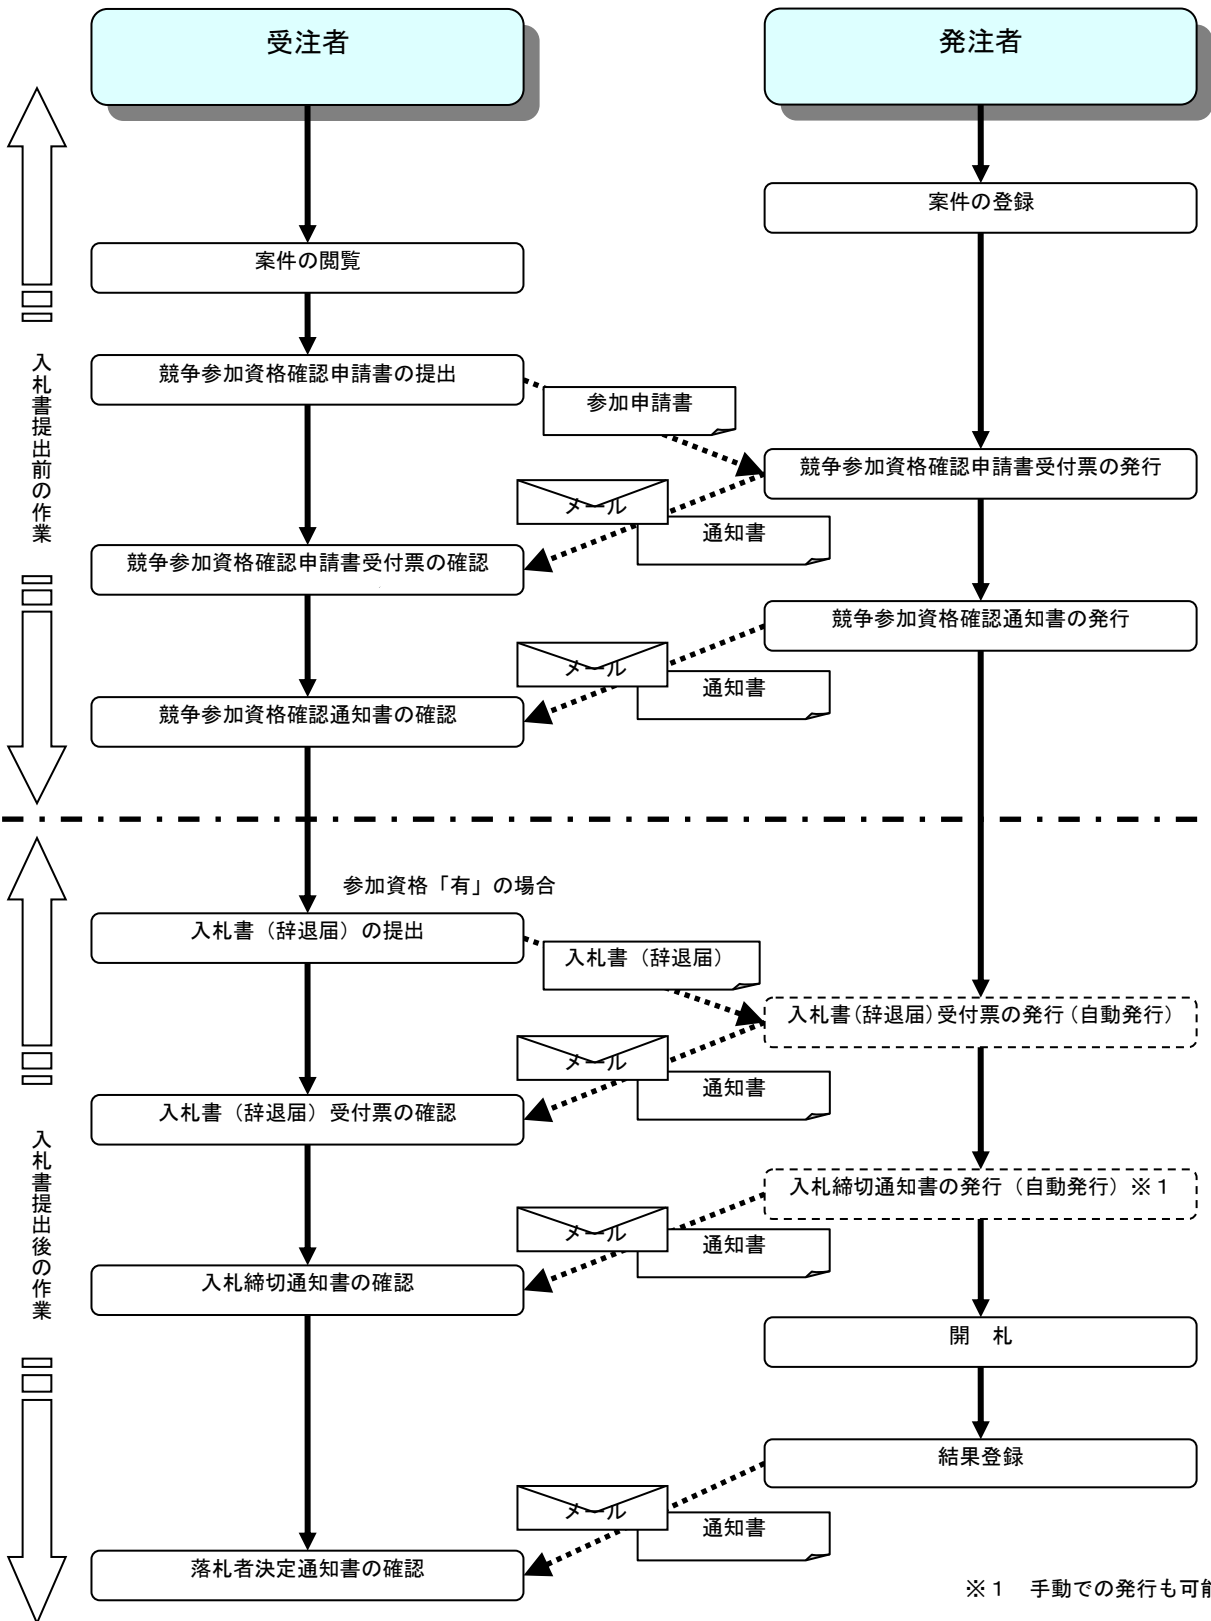 受注者
発注者
案件の登録
案件の閲覧
入札書提出前の作業
競争参加資格確認申請書の提出
参加申請書
競争参加資格確認申請書受付票の発行
メール
通知書
競争参加資格確認申請書受付票の確認
競争参加資格確認通知書の発行
メール
通知書
競争参加資格確認通知書の確認
参加資格「有」の場合
入札書（辞退届）の提出
入札書（辞退届）
入札書(辞退届)受付票の発行(自動発行)
メール
通知書
入札書（辞退届）受付票の確認
入札書提出後の作業
入札締切通知書の発行（自動発行）※１
メール
通知書
入札締切通知書の確認
開　札
結果登録
メール
通知書
落札者決定通知書の確認
※１　手動での発行も可能